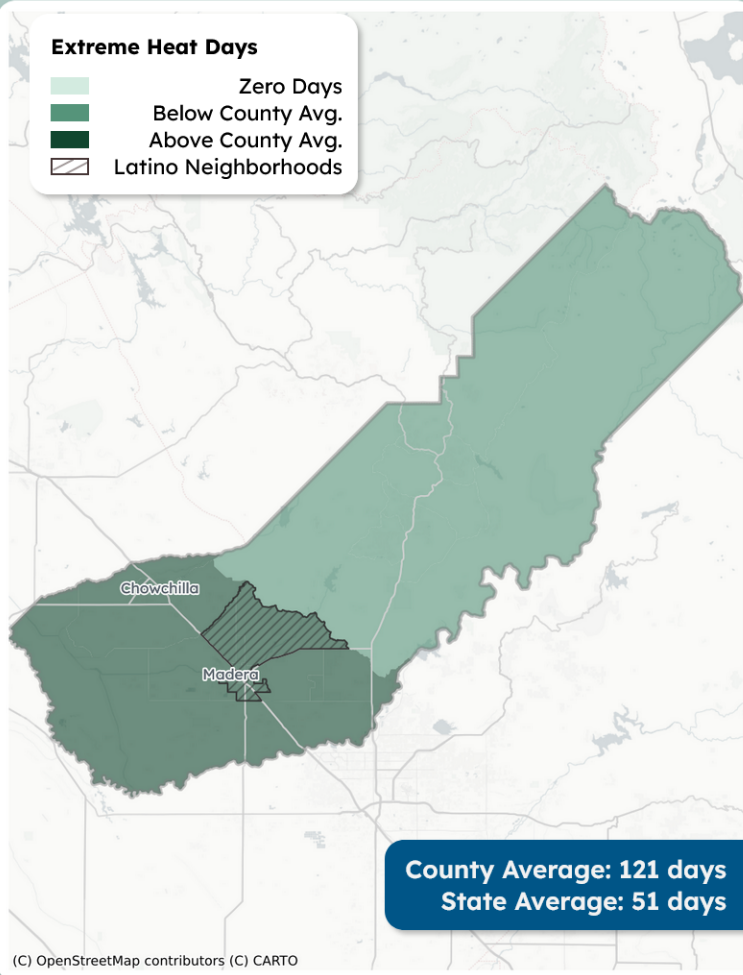 Extreme Heat Days
Zero Days
Below County Avg.
Above County Avg.
Latino Neighborhoods
Chowchilla
Madera
County Average: 121 days
State Average: 51 days
(C) OpenStreetMap contributors (C) CARTO